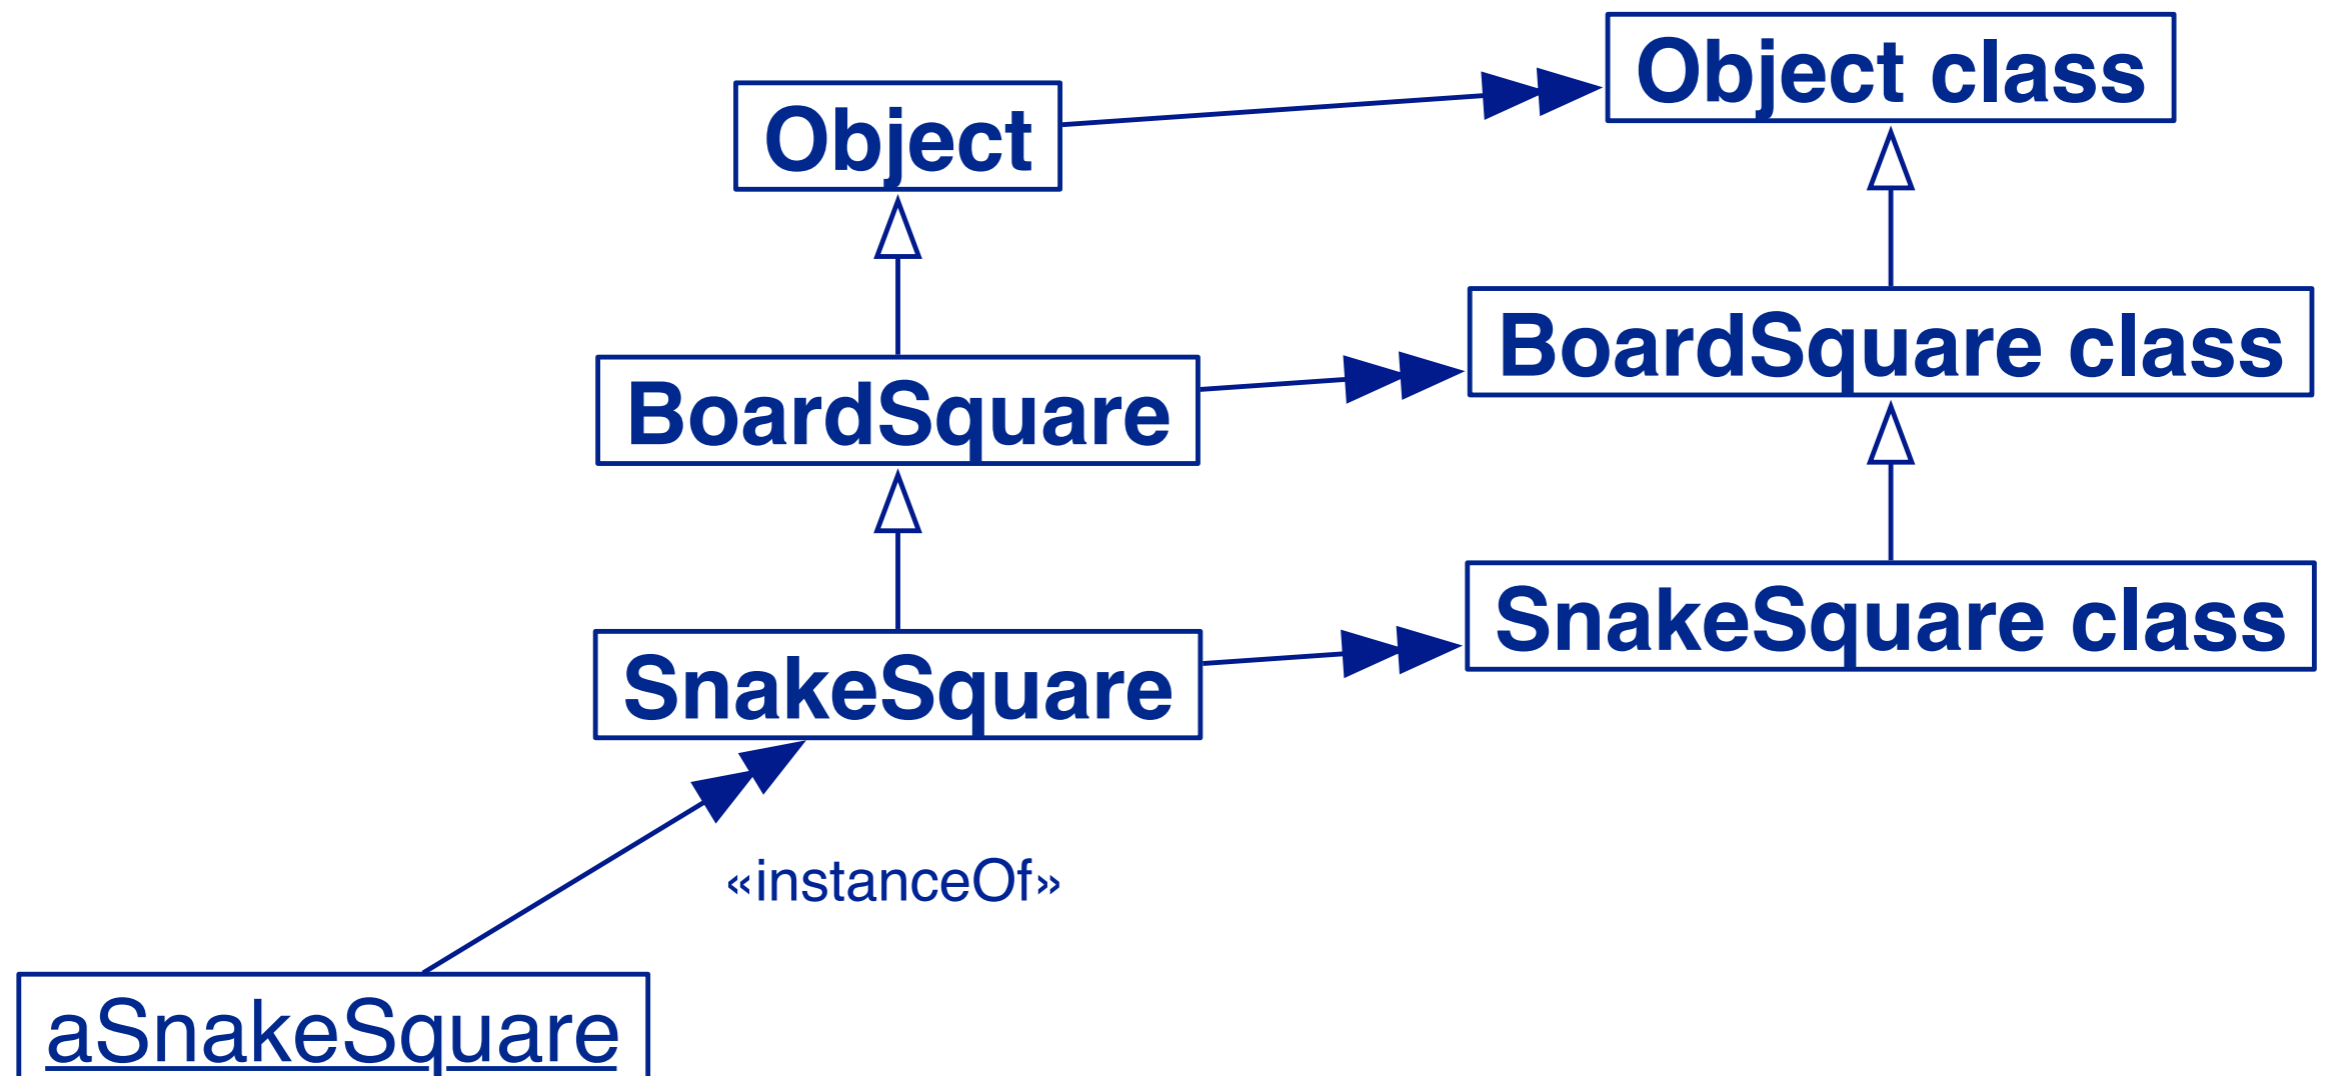 Object class
Object
BoardSquare class
BoardSquare
SnakeSquare class
SnakeSquare
«instanceOf»
aSnakeSquare